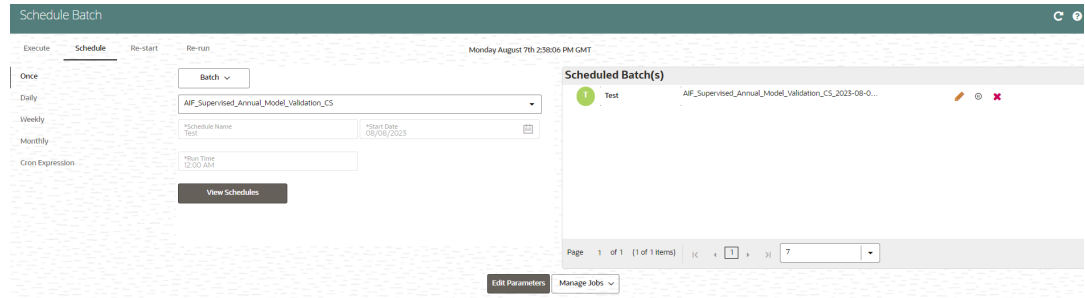 Schedule Batch
Execute Schedule Re-start Re-run Monday August 7th 2:38:06 PM GMT
Once
Daily
Weekly
Monthly
Cron Expression
Batch
AIF_Supervised_Annual_Model_Validation_CS
*Schedule Name
Test
*Start Date
08/08/2023
*Run Time
12:00 AM
View Schedules
Scheduled Batch(s)
T Test AIF_Supervised_Annual_Model_Validation_CS_2023-08-0...
Page 1 of 1 (1 of 1 items) 1 7
Edit Parameters Manage Jobs